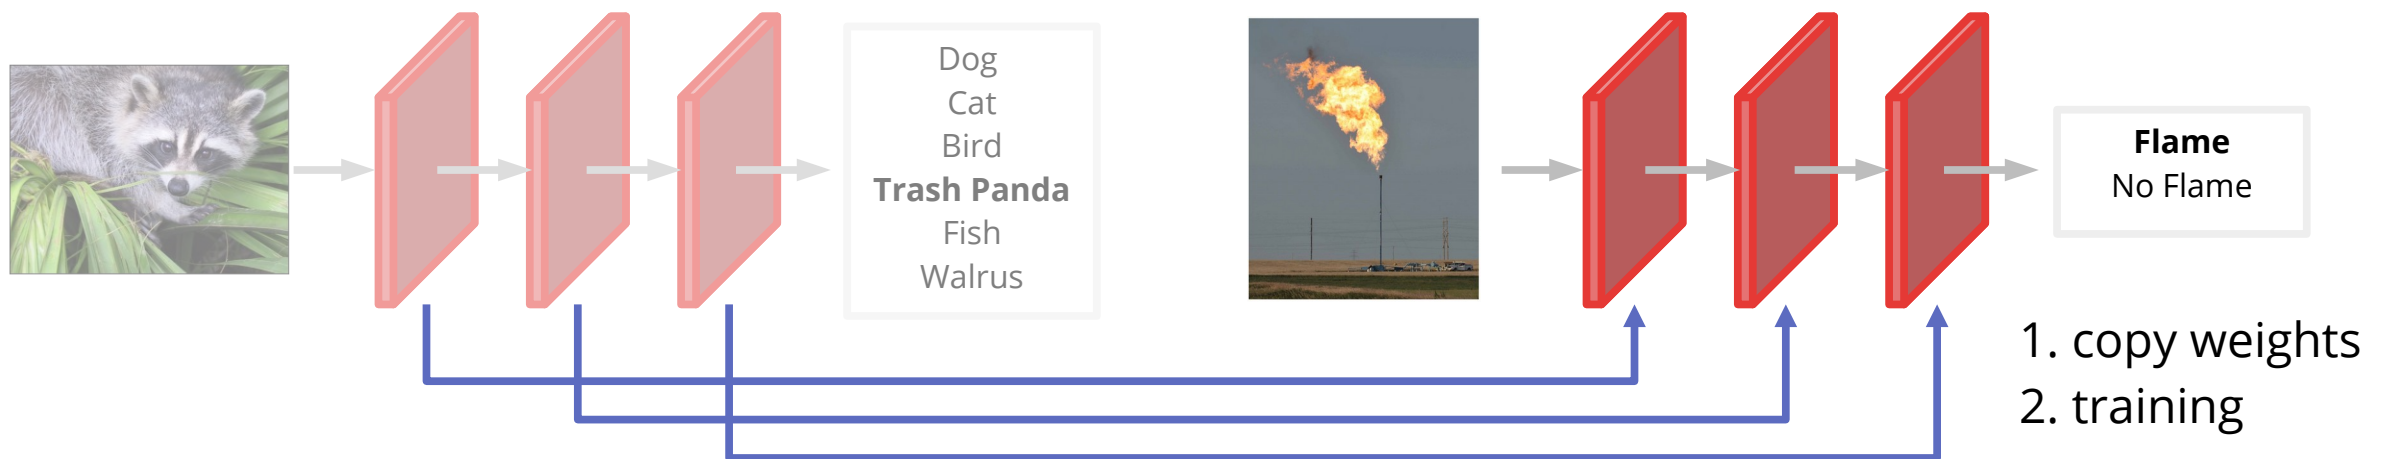 Dog
Cat
Bird
Trash Panda
Fish
Walrus
Flame
No Flame
1. copy weights
2. training